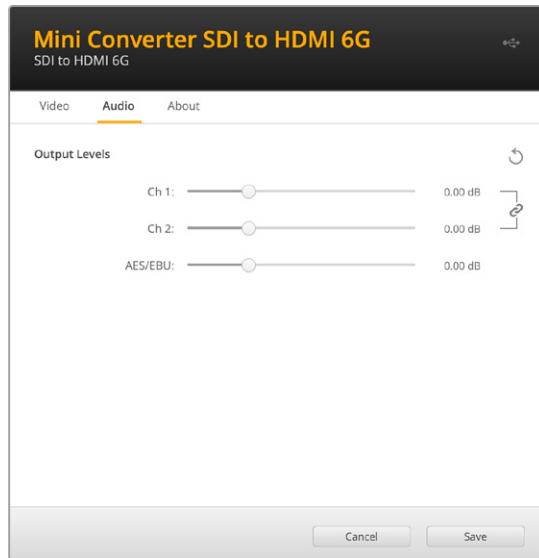 Mini Converter SDI to HDMI 6G
SDI to HDMI 6G
Video Audio About
Output Levels
Ch 1: 0.00 dB
Ch 2: 0.00 dB
AES/EBU: 0.00 dB
Cancel Save